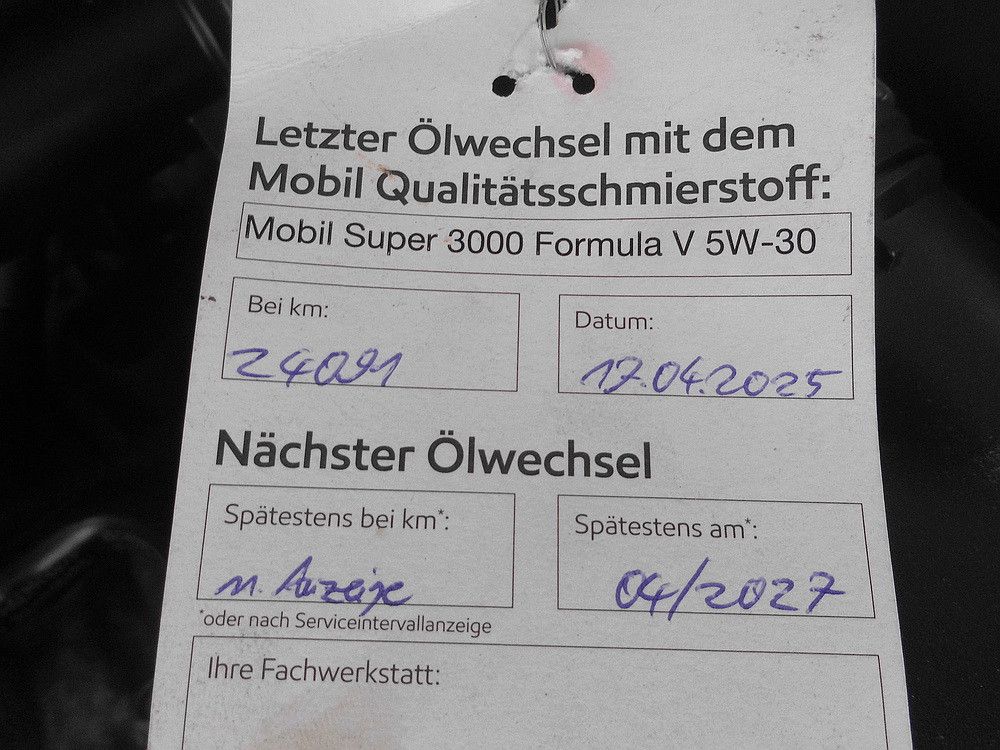 Letzter Ölwechsel mit dem
Mobil Qualitätsschmierstoff:
Mobil Super 3000 Formula V 5W-30
Bei km:
24091
Datum:
17.04.2025
Nächster Ölwechsel
Spätestens bei km*:
n. Anzeige
Spätestens am*:
04/2027
*oder nach Serviceintervallanzeige
Ihre Fachwerkstatt: